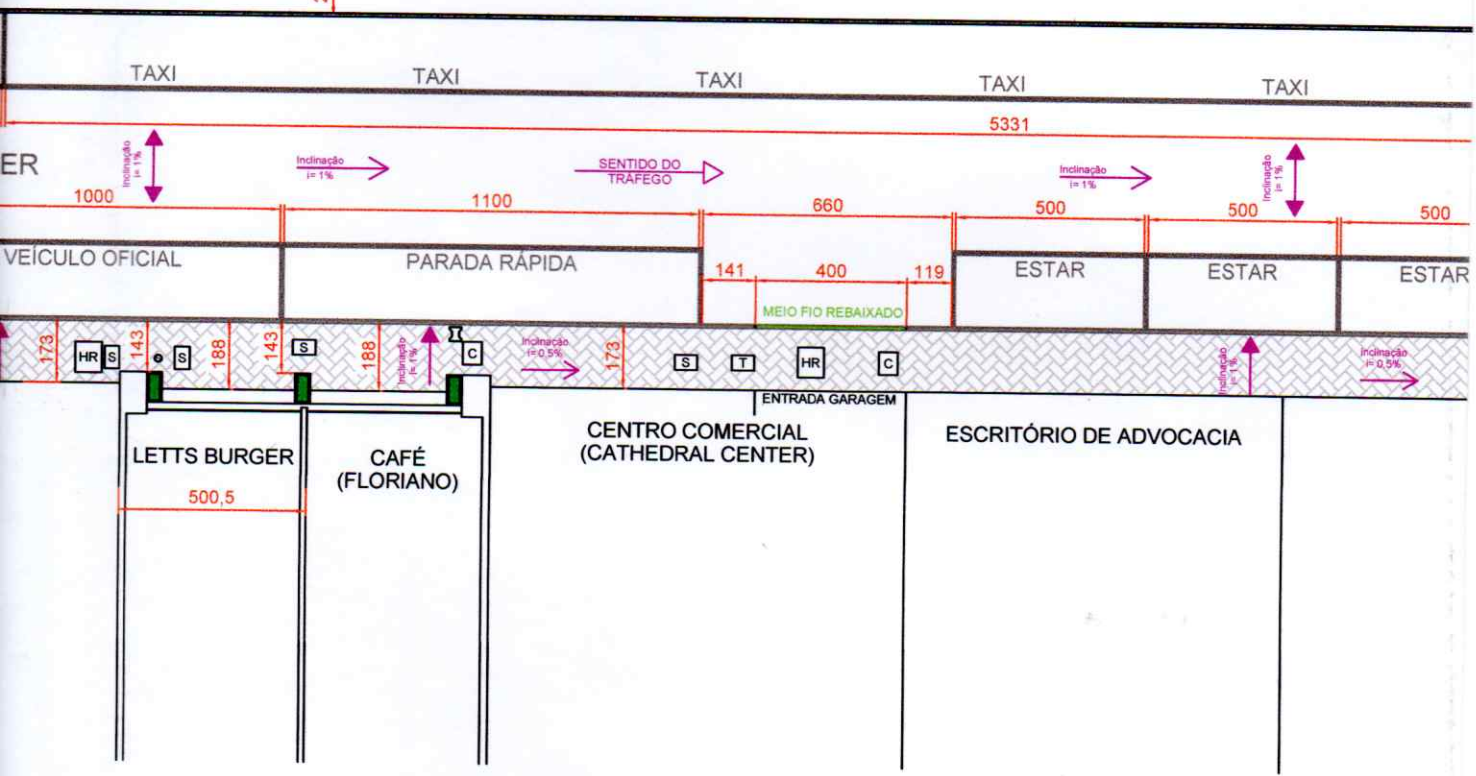 TAXI
TAXI
TAXI
TAXI
TAXI
5331
ER
Inclinação
i= 1%
Inclinação
i= 1%
SENTIDO DO
TRÁFEGO
Inclinação
i= 1%
Inclinação
i= 1%
1000
1100
660
500
500
500
VEÍCULO OFICIAL
PARADA RÁPIDA
141
400
119
ESTAR
ESTAR
ESTAR
MEIO FIO REBAIXADO
173
HR
S
143
S
188
143
S
188
Inclinação
i= 1%
C
Inclinação
i= 0,5%
173
S
T
HR
C
Inclinação
i= 1%
Inclinação
i= 0,5%
ENTRADA GARAGEM
LETTS BURGER
CAFÉ
(FLORIANO)
CENTRO COMERCIAL
(CATHEDRAL CENTER)
ESCRITÓRIO DE ADVOCACIA
500,5